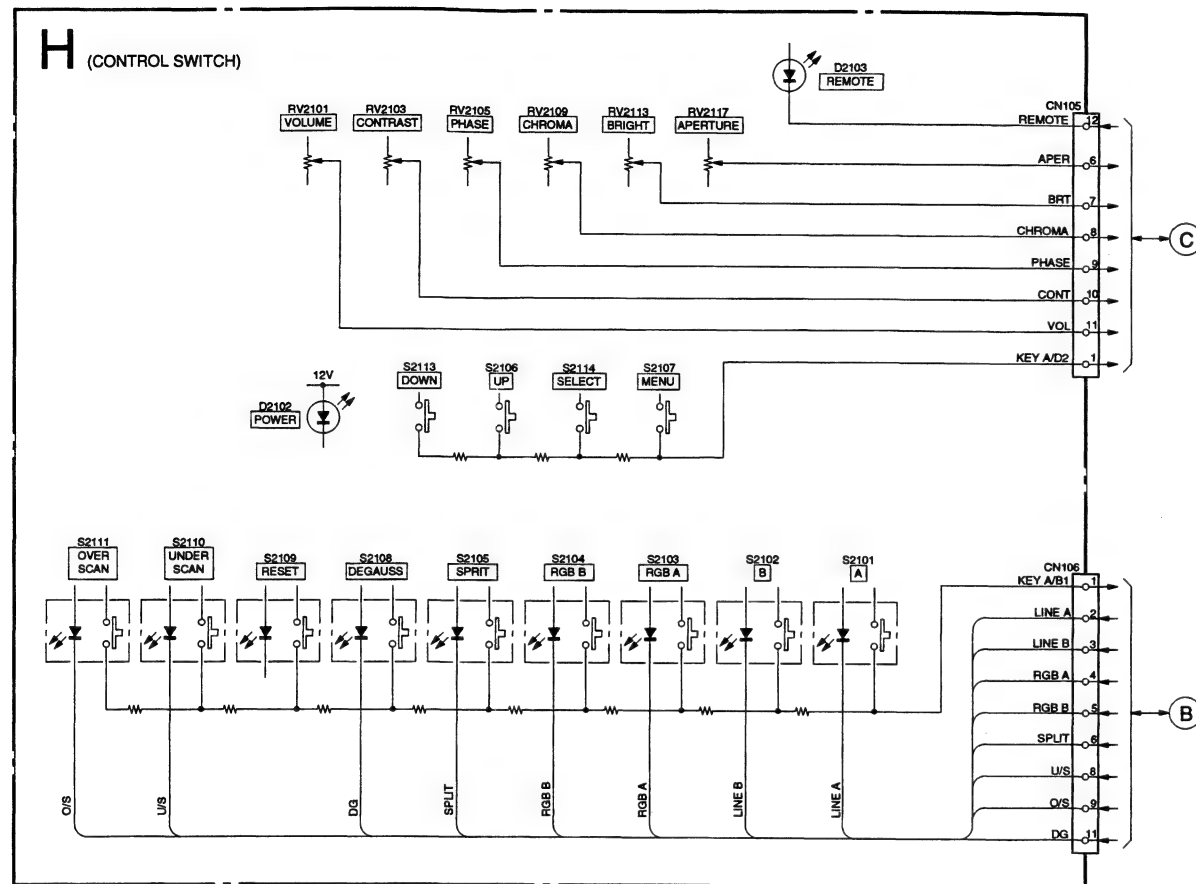 H (CONTROL SWITCH)
D2103
REMOTE
CN105
RV2101
VOLUME
RV2103
CONTRAST
RV2105
PHASE
RV2109
CHROMA
RV2113
BRIGHT
RV2117
APERTURE
REMOTE 12
APER 6
BRT 7
CHROMA 8
PHASE 9
CONT 10
VOL 11
KEY A/D2 1
C
12V
D2102
POWER
S2113
DOWN
S2106
UP
S2114
SELECT
S2107
MENU
S2111
OVER
SCAN
S2110
UNDER
SCAN
S2109
RESET
S2108
DEGAUSS
S2105
SPRIT
S2104
RGB B
S2103
RGB A
S2102
B
S2101
A
CN106
KEY A/B1 1
LINE A 2
LINE B 3
RGB A 4
RGB B 5
SPLIT 6
U/S 8
O/S 9
DG 11
B
O/S
U/S
DG
SPLIT
RGB B
RGB A
LINE B
LINE A